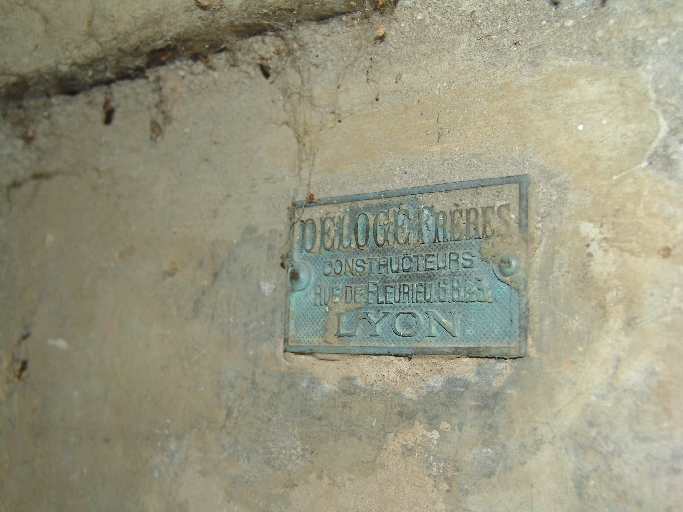 DELOGE FRÈRES
CONSTRUCTEURS
RUE DE FLEURIEU
LYON